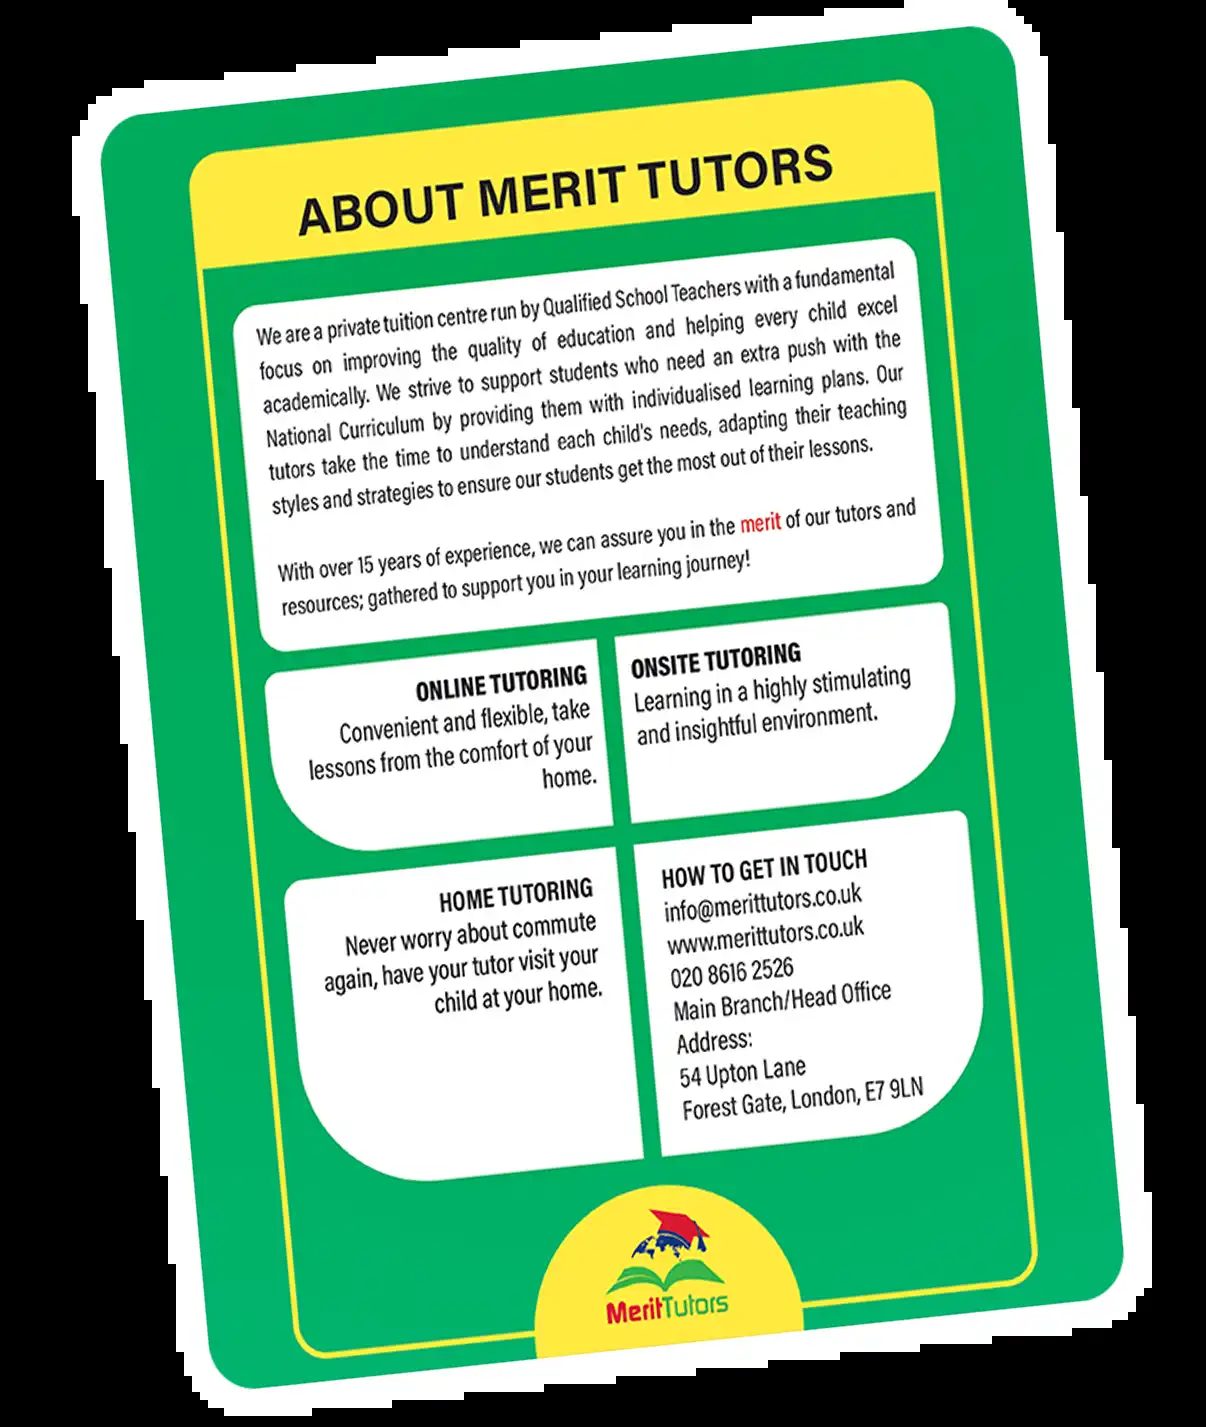 ABOUT MERIT TUTORS
We are a private tuition centre run by Qualified School Teachers with a fundamental
focus on improving the quality of education and helping every child excel
academically. We strive to support students who need an extra push with the
National Curriculum by providing them with individualised learning plans. Our
tutors take the time to understand each child's needs, adapting their teaching
styles and strategies to ensure our students get the most out of their lessons.
With over 15 years of experience, we can assure you in the merit of our tutors and
resources; gathered to support you in your learning journey!
ONLINE TUTORING
Convenient and flexible, take
lessons from the comfort of your
home.
ONSITE TUTORING
Learning in a highly stimulating
and insightful environment.
HOME TUTORING
Never worry about commute
again, have your tutor visit your
child at your home.
HOW TO GET IN TOUCH
info@merittutors.co.uk
www.merittutors.co.uk
020 8616 2526
Main Branch/Head Office
Address:
54 Upton Lane
Forest Gate, London, E7 9LN
MeritTutors